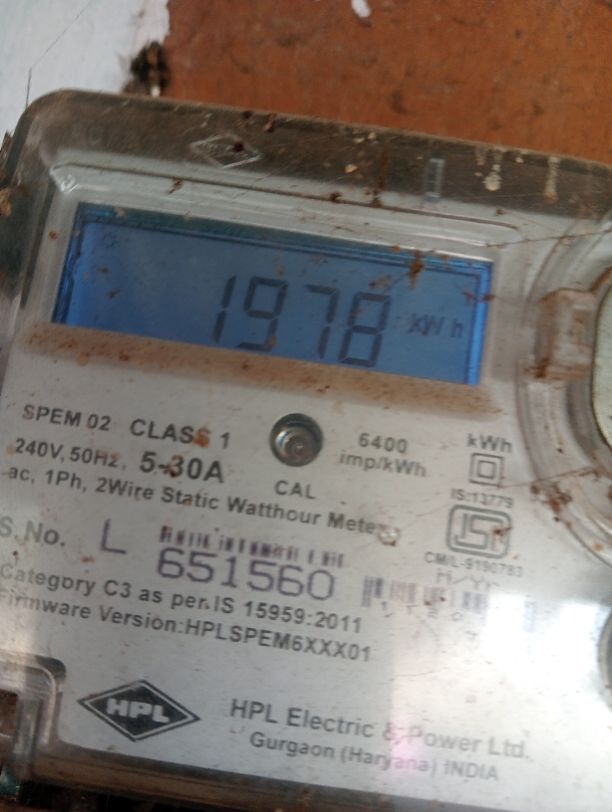 1978 kWh
SPEM 02 CLASS 1
6400 imp/kWh
kWh
240V, 50Hz, 5-30A
CAL
IS:13779
ac, 1Ph, 2Wire Static Watthour Meter
S.No. L 651560
CM/L-9190783
M/Yr
Category C3 as per IS 15959:2011
Firmware Version:HPLSPEM6XXX01
HPL
HPL Electric & Power Ltd.
Gurgaon (Haryana) INDIA